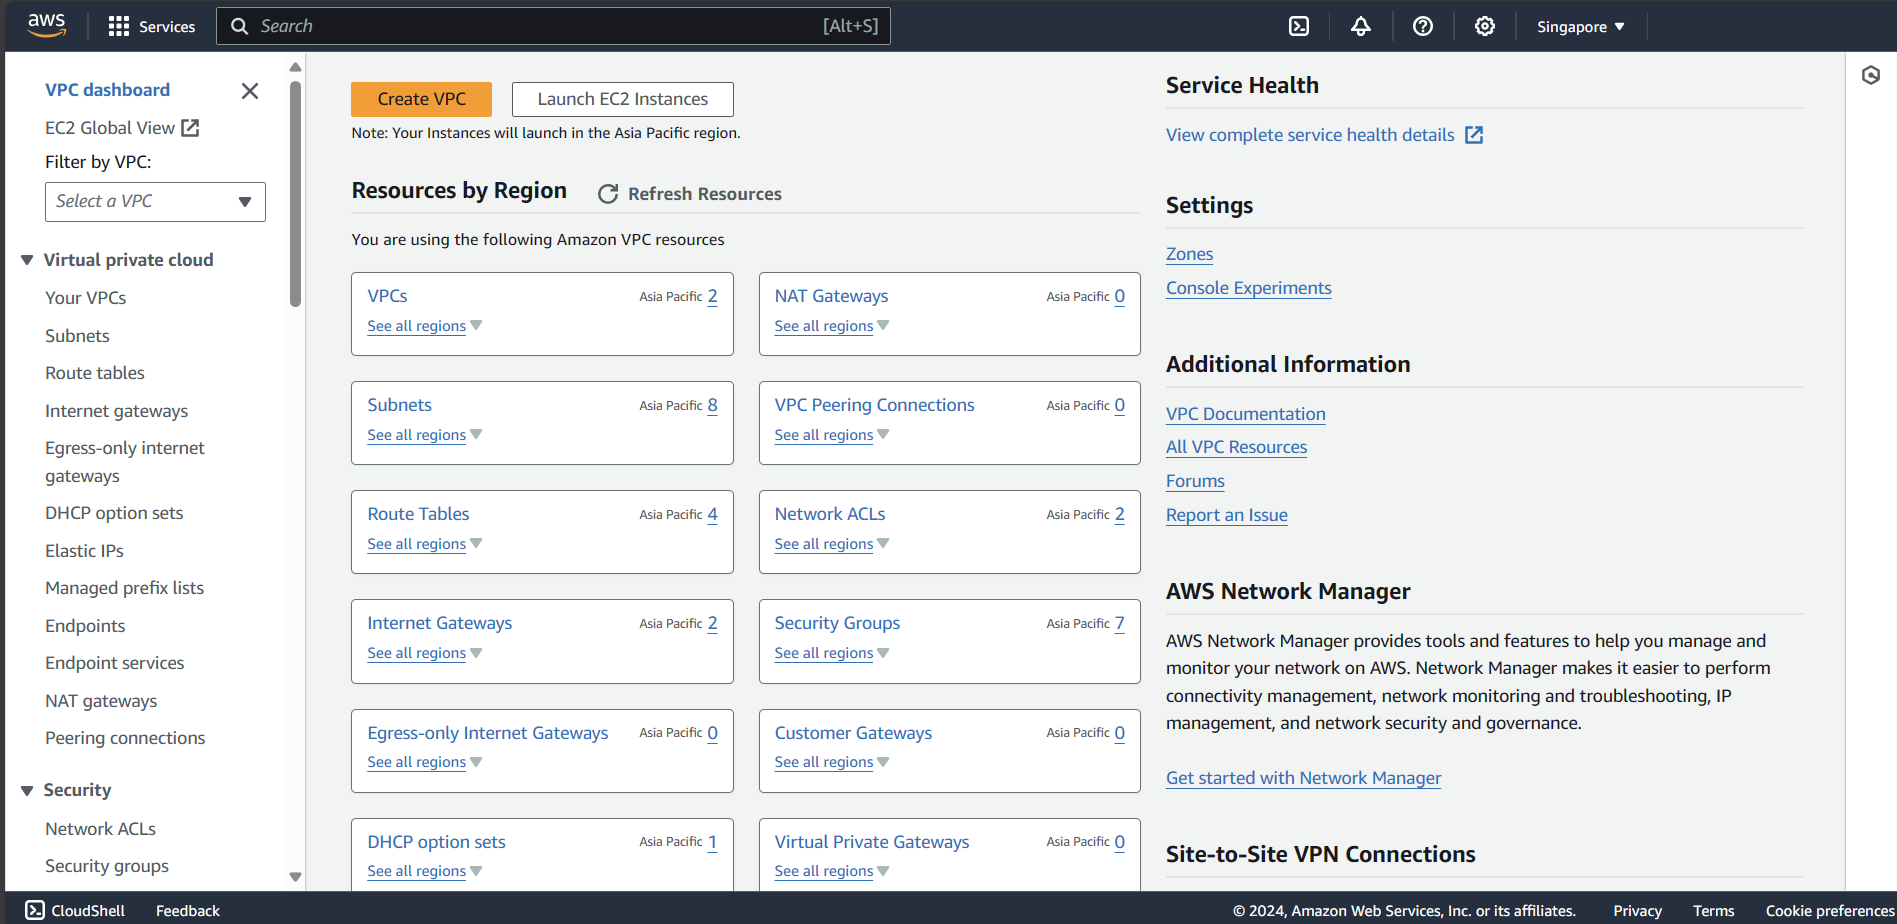 aws
Services
Search
[Alt+S]
Singapore
VPC dashboard
EC2 Global View
Filter by VPC:
Select a VPC
Virtual private cloud
Your VPCs
Subnets
Route tables
Internet gateways
Egress-only internet
gateways
DHCP option sets
Elastic IPs
Managed prefix lists
Endpoints
Endpoint services
NAT gateways
Peering connections
Security
Network ACLs
Security groups
Create VPC
Launch EC2 Instances
Note: Your Instances will launch in the Asia Pacific region.
Resources by Region
Refresh Resources
You are using the following Amazon VPC resources
VPCs
Asia Pacific 2
See all regions
NAT Gateways
Asia Pacific 0
See all regions
Subnets
Asia Pacific 8
See all regions
VPC Peering Connections
Asia Pacific 0
See all regions
Route Tables
Asia Pacific 4
See all regions
Network ACLs
Asia Pacific 2
See all regions
Internet Gateways
Asia Pacific 2
See all regions
Security Groups
Asia Pacific 7
See all regions
Egress-only Internet Gateways
Asia Pacific 0
See all regions
Customer Gateways
Asia Pacific 0
See all regions
DHCP option sets
Asia Pacific 1
See all regions
Virtual Private Gateways
Asia Pacific 0
See all regions
Service Health
View complete service health details
Settings
Zones
Console Experiments
Additional Information
VPC Documentation
All VPC Resources
Forums
Report an Issue
AWS Network Manager
AWS Network Manager provides tools and features to help you manage and
monitor your network on AWS. Network Manager makes it easier to perform
connectivity management, network monitoring and troubleshooting, IP
management, and network security and governance.
Get started with Network Manager
Site-to-Site VPN Connections
CloudShell
Feedback
© 2024, Amazon Web Services, Inc. or its affiliates.
Privacy
Terms
Cookie preferences